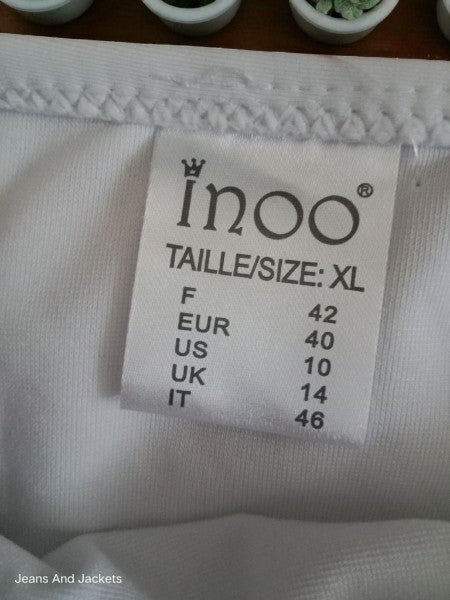 inoo®
TAILLE/SIZE: XL
F 42
EUR 40
US 10
UK 14
IT 46
Jeans And Jackets